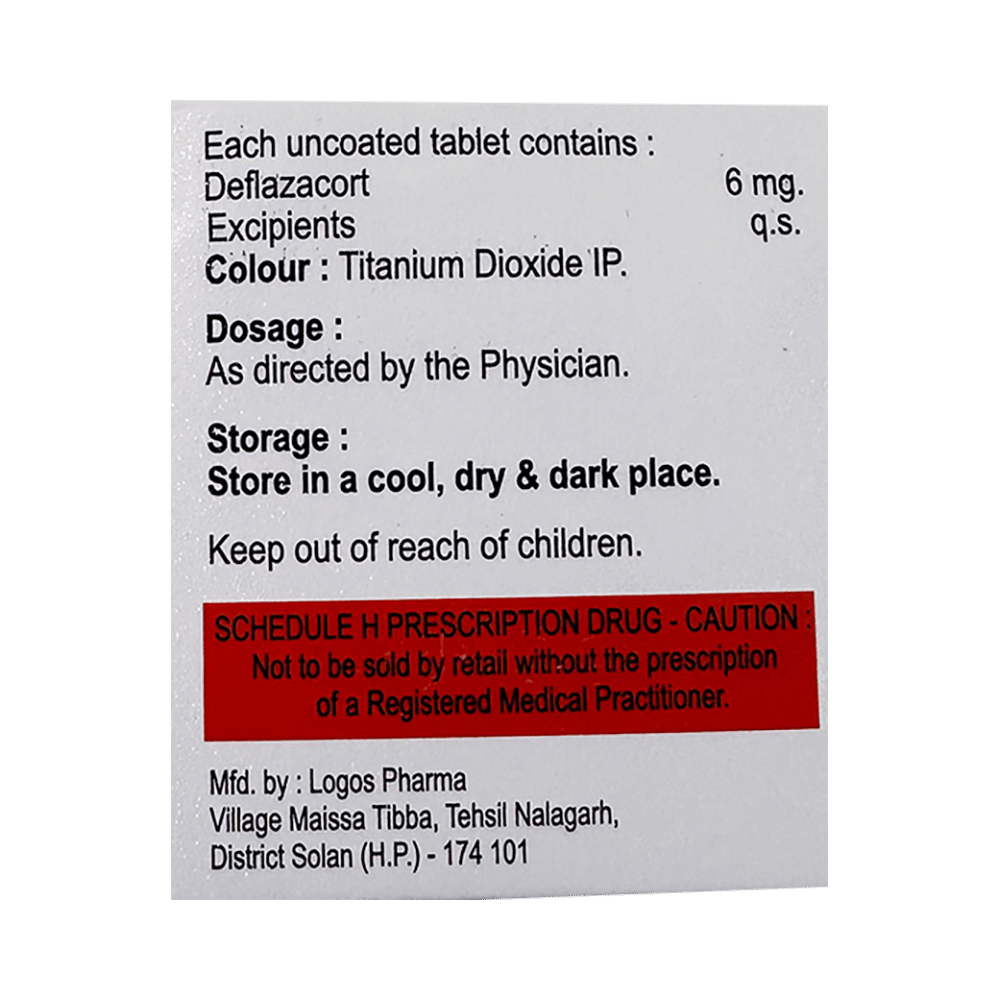 Each uncoated tablet contains :
Deflazacort 6 mg.
Excipients q.s.
Colour : Titanium Dioxide IP.
Dosage :
As directed by the Physician.
Storage :
Store in a cool, dry & dark place.
Keep out of reach of children.
SCHEDULE H PRESCRIPTION DRUG - CAUTION :
Not to be sold by retail without the prescription
of a Registered Medical Practitioner.
Mfd. by : Logos Pharma
Village Maissa Tibba, Tehsil Nalagarh,
District Solan (H.P.) - 174 101